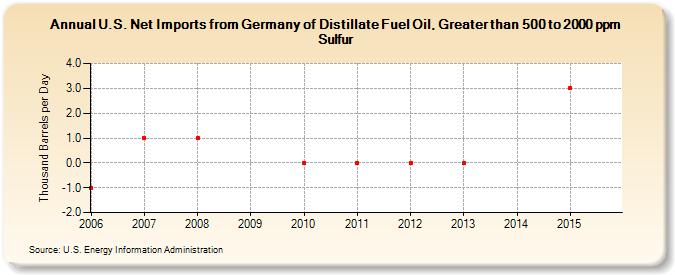 Annual U.S. Net Imports from Germany of Distillate Fuel Oil, Greater than 500 to 2000 ppm
Sulfur
Thousand Barrels per Day
4.0
3.0
2.0
1.0
0.0
-1.0
-2.0
2006 2007 2008 2009 2010 2011 2012 2013 2014 2015
Source: U.S. Energy Information Administration